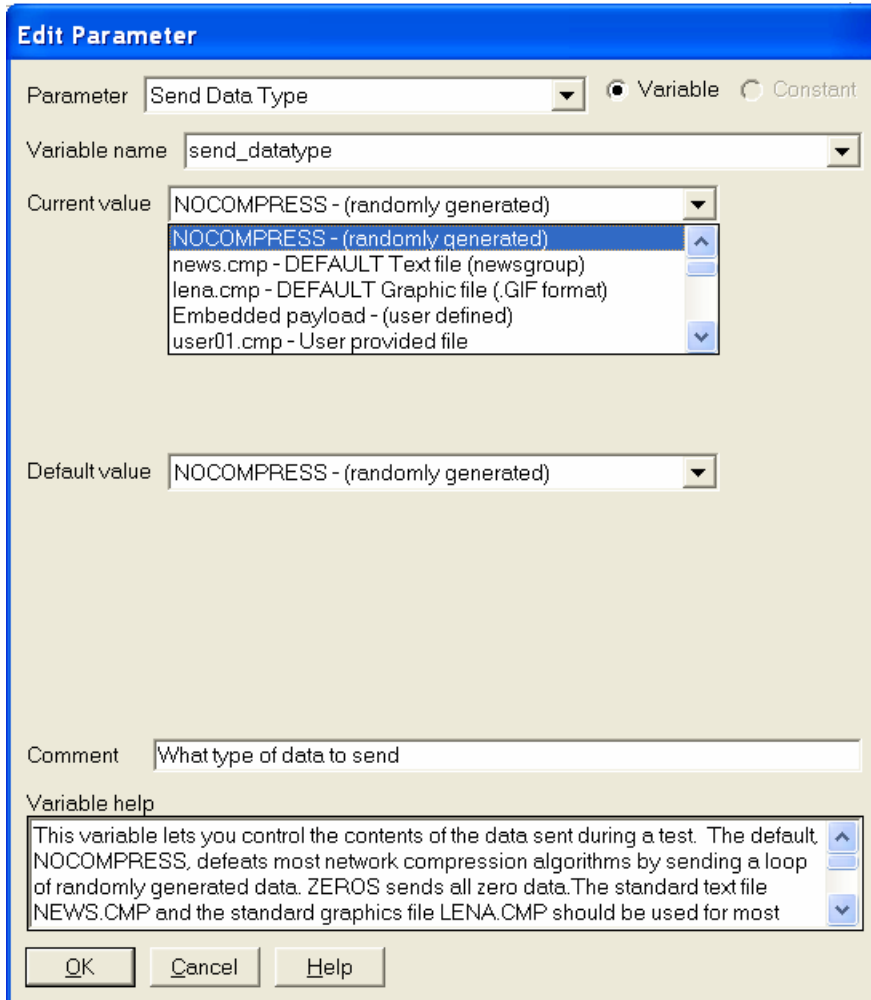 Edit Parameter
Parameter Send Data Type Variable Constant
Variable name send_datatype
Current value NOCOMPRESS - (randomly generated)
NOCOMPRESS - (randomly generated)
news.cmp - DEFAULT Text file (newsgroup)
lena.cmp - DEFAULT Graphic file (.GIF format)
Embedded payload - (user defined)
user01.cmp - User provided file
Default value NOCOMPRESS - (randomly generated)
Comment What type of data to send
Variable help
This variable lets you control the contents of the data sent during a test. The default,
NOCOMPRESS, defeats most network compression algorithms by sending a loop
of randomly generated data. ZEROS sends all zero data.The standard text file
NEWS.CMP and the standard graphics file LENA.CMP should be used for most
OK Cancel Help